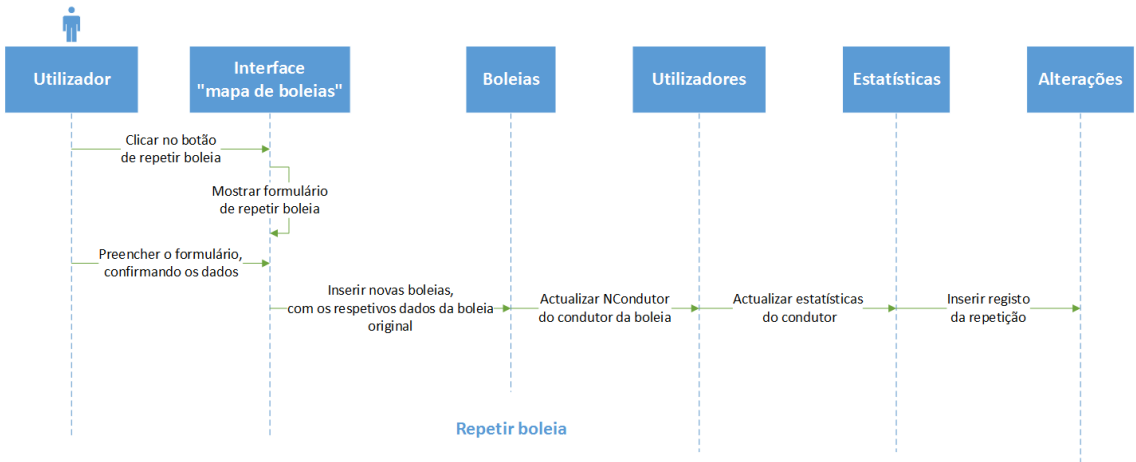 Utilizador
Interface
"mapa de boleias"
Boleias
Utilizadores
Estatísticas
Alterações
Clicar no botão
de repetir boleia
Mostrar formulário
de repetir boleia
Preencher o formulário,
confirmando os dados
Inserir novas boleias,
com os respetivos dados da boleia
original
Actualizar NCondutor
do condutor da boleia
Actualizar estatísticas
do condutor
Inserir registo
da repetição
Repetir boleia